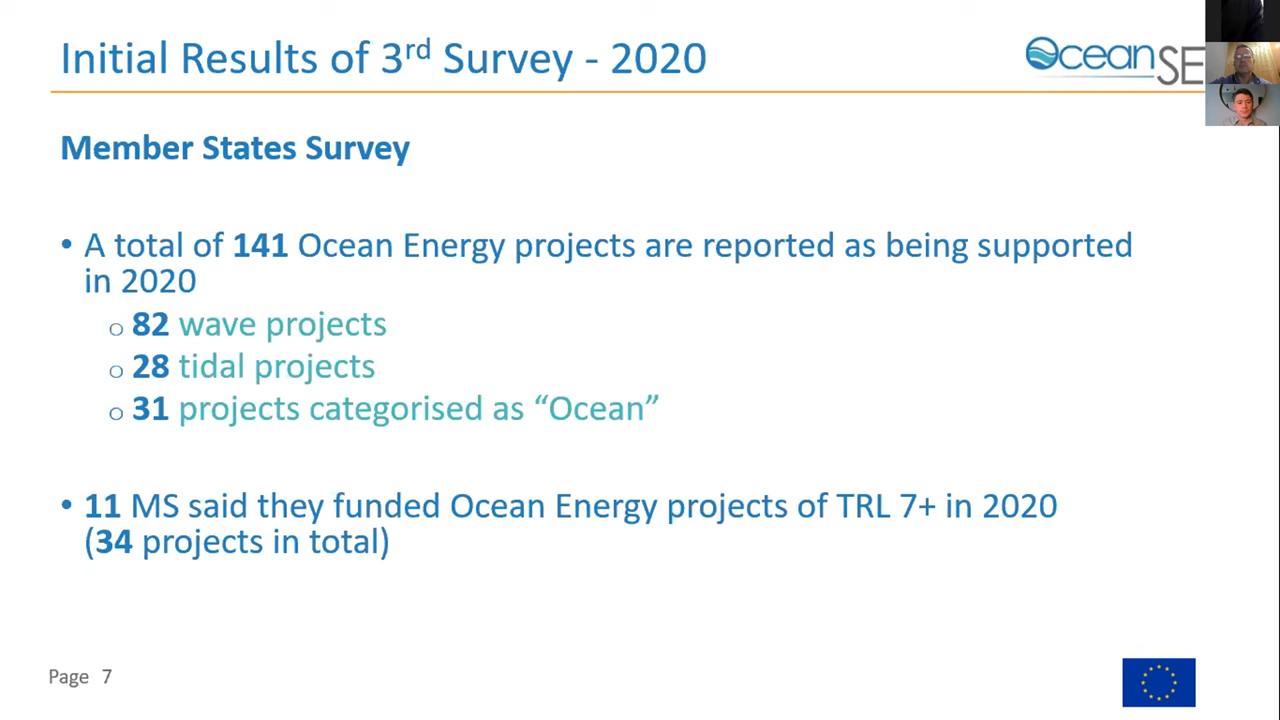 Initial Results of 3rd Survey - 2020
OceanSE
Member States Survey
• A total of 141 Ocean Energy projects are reported as being supported
in 2020
o 82 wave projects
o 28 tidal projects
o 31 projects categorised as “Ocean”
• 11 MS said they funded Ocean Energy projects of TRL 7+ in 2020
(34 projects in total)
Page 7